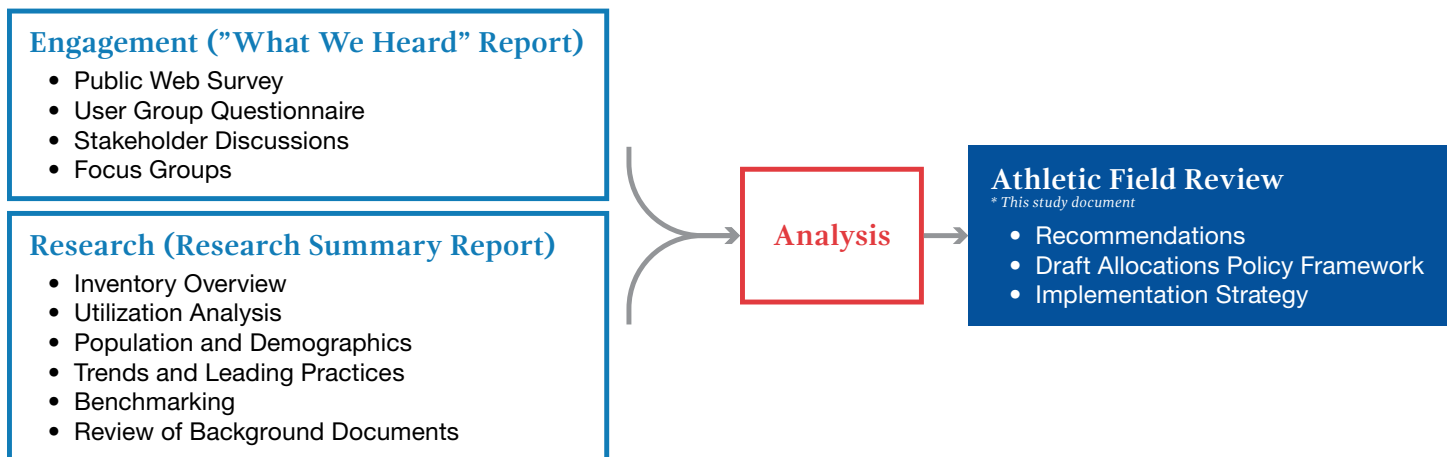 Engagement (”What We Heard” Report)
• Public Web Survey
• User Group Questionnaire
• Stakeholder Discussions
• Focus Groups
Research (Research Summary Report)
• Inventory Overview
• Utilization Analysis
• Population and Demographics
• Trends and Leading Practices
• Benchmarking
• Review of Background Documents
Analysis
Athletic Field Review
* This study document
• Recommendations
• Draft Allocations Policy Framework
• Implementation Strategy